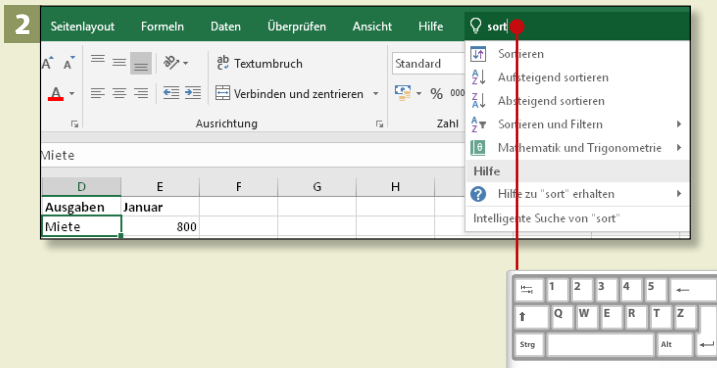 2
Seitenlayout Formeln Daten Überprüfen Ansicht Hilfe sort
A A ab Textumbruch Standard
A Verbinden und zentrieren % 000
Ausrichtung Zahl
Miete
D E F G H
Ausgaben Januar
Miete 800
Sortieren
Aufsteigend sortieren
Absteigend sortieren
Sortieren und Filtern
Mathematik und Trigonometrie
Hilfe
Hilfe zu "sort" erhalten
Intelligente Suche von "sort"
1 2 3 4 5
Q W E R T Z
Strg Alt